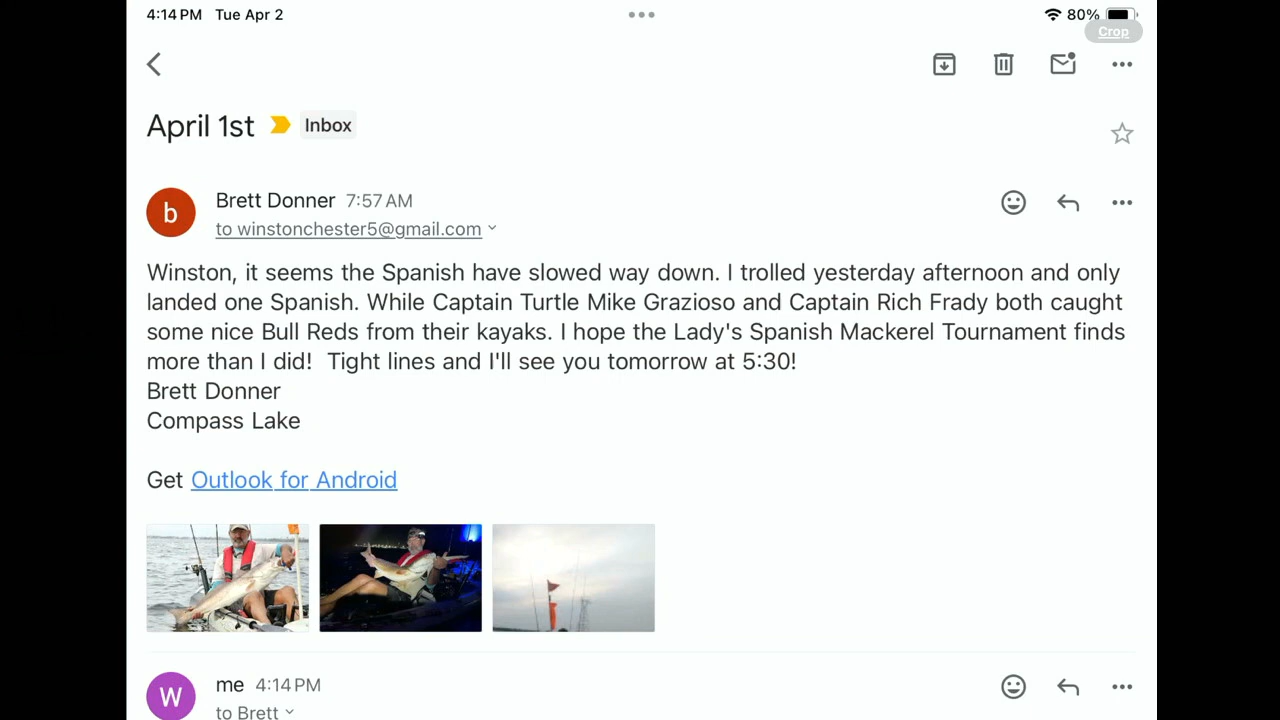 4:14 PM Tue Apr 2
80%
Crop
April 1st Inbox
b
Brett Donner 7:57 AM
to winstonchester5@gmail.com
Winston, it seems the Spanish have slowed way down. I trolled yesterday afternoon and only
landed one Spanish. While Captain Turtle Mike Grazioso and Captain Rich Frady both caught
some nice Bull Reds from their kayaks. I hope the Lady's Spanish Mackerel Tournament finds
more than I did!  Tight lines and I'll see you tomorrow at 5:30!
Brett Donner
Compass Lake
Get Outlook for Android
W
me 4:14 PM
to Brett